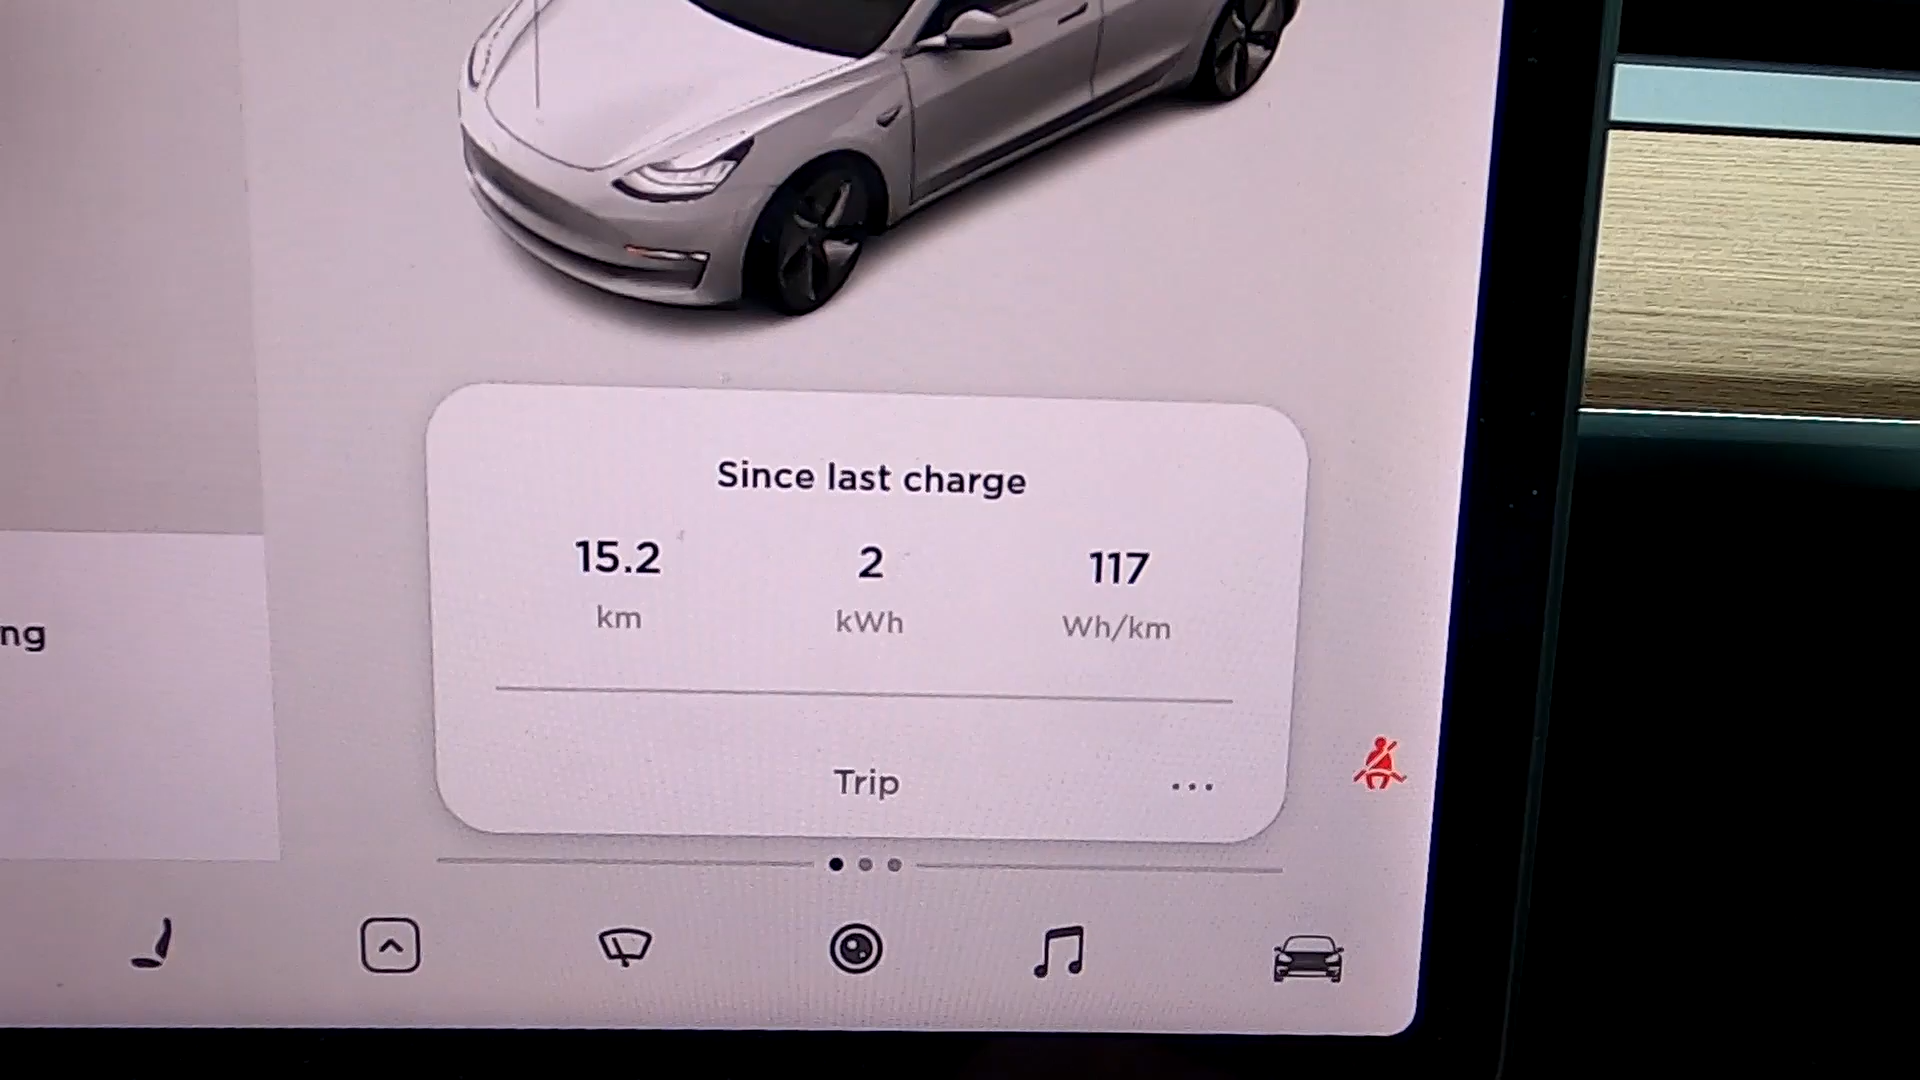 Since last charge
15.2 2 117
km kWh Wh/km
ng
Trip ...